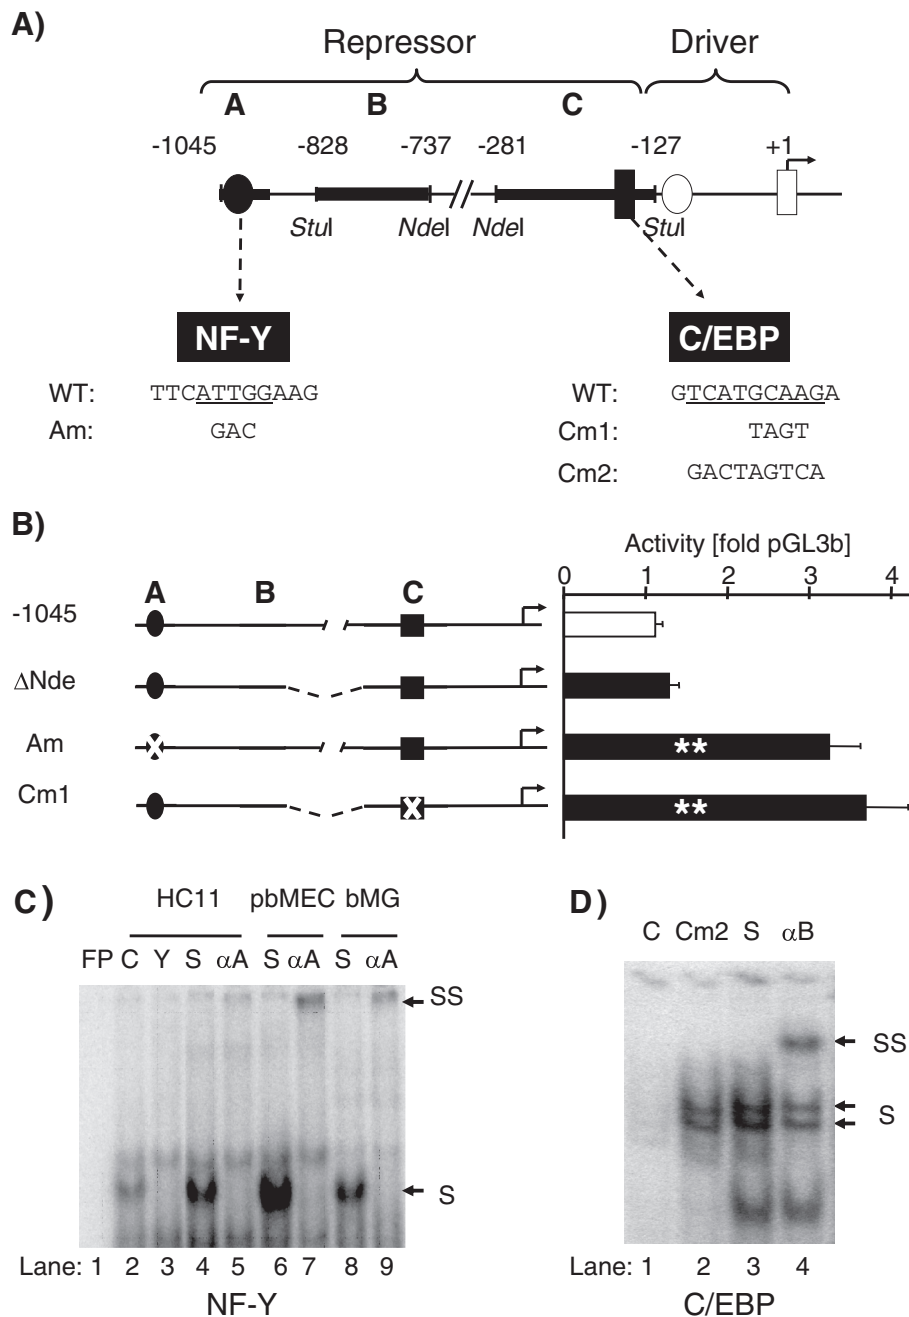 A)
Repressor Driver
A B C
-1045 -828 -737 -281 -127 +1
StuI NdeI NdeI StuI
NF-Y C/EBP
WT: TTCATTGGAAG WT: GTCATGCAAGA
Am: GAC Cm1: TAGT
Cm2: GACTAGTCA
B)
Activity [fold pGL3b]
0 1 2 3 4
A B C
-1045
ΔNde
Am **
Cm1 X **
C)
HC11 pbMEC bMG
FP C Y S αA S αA S αA
SS
S
Lane: 1 2 3 4 5 6 7 8 9
NF-Y
D)
C Cm2 S αB
SS
S
Lane: 1 2 3 4
C/EBP